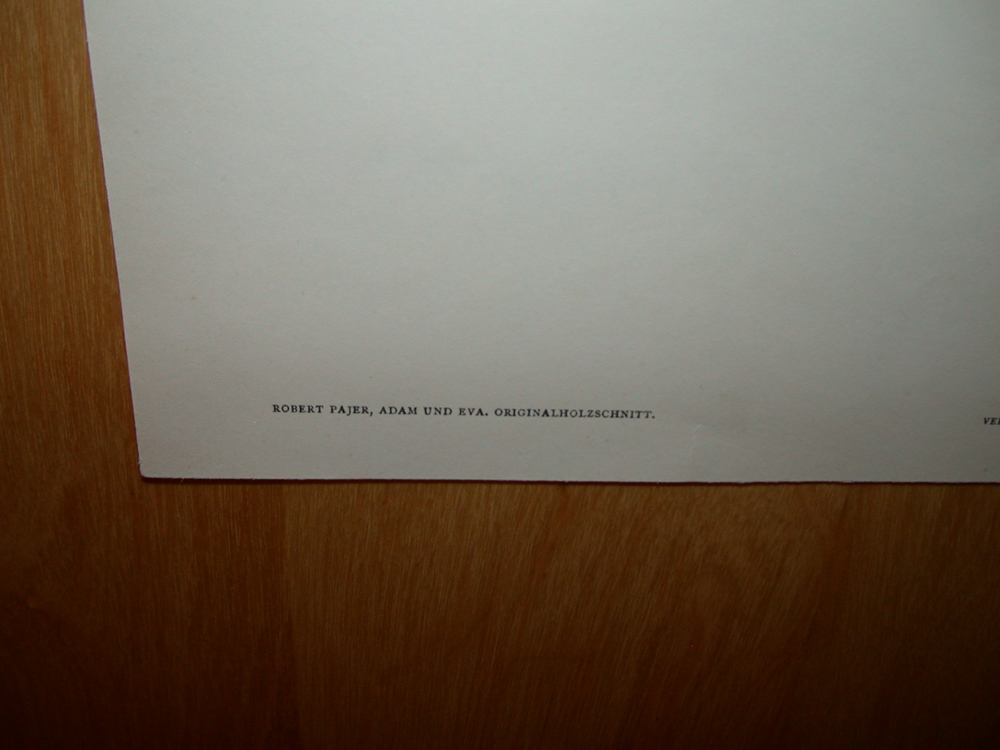 ROBERT PAJER, ADAM UND EVA. ORIGINALHOLZSCHNITT.